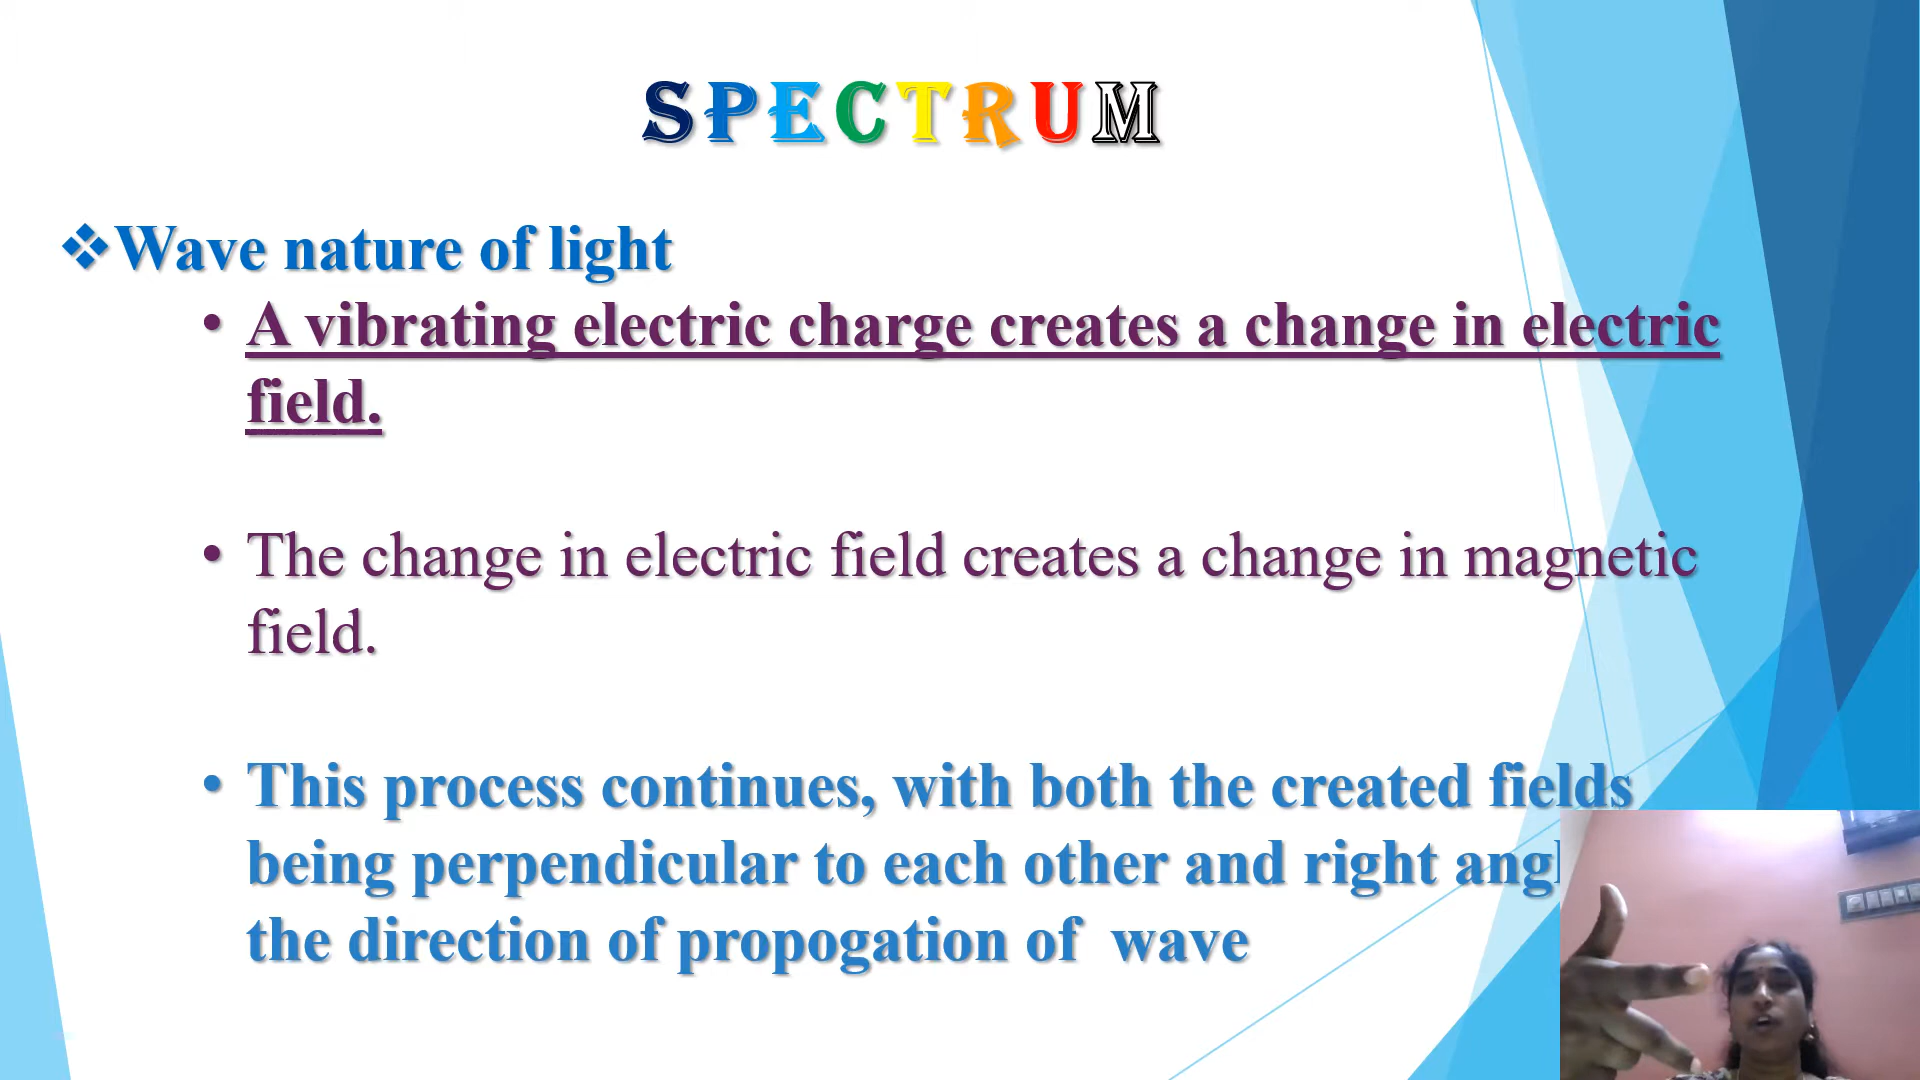 SPECTRUM
❖Wave nature of light
• A vibrating electric charge creates a change in electric
field.
• The change in electric field creates a change in magnetic
field.
• This process continues, with both the created fields
being perpendicular to each other and right
the direction of propogation of wave